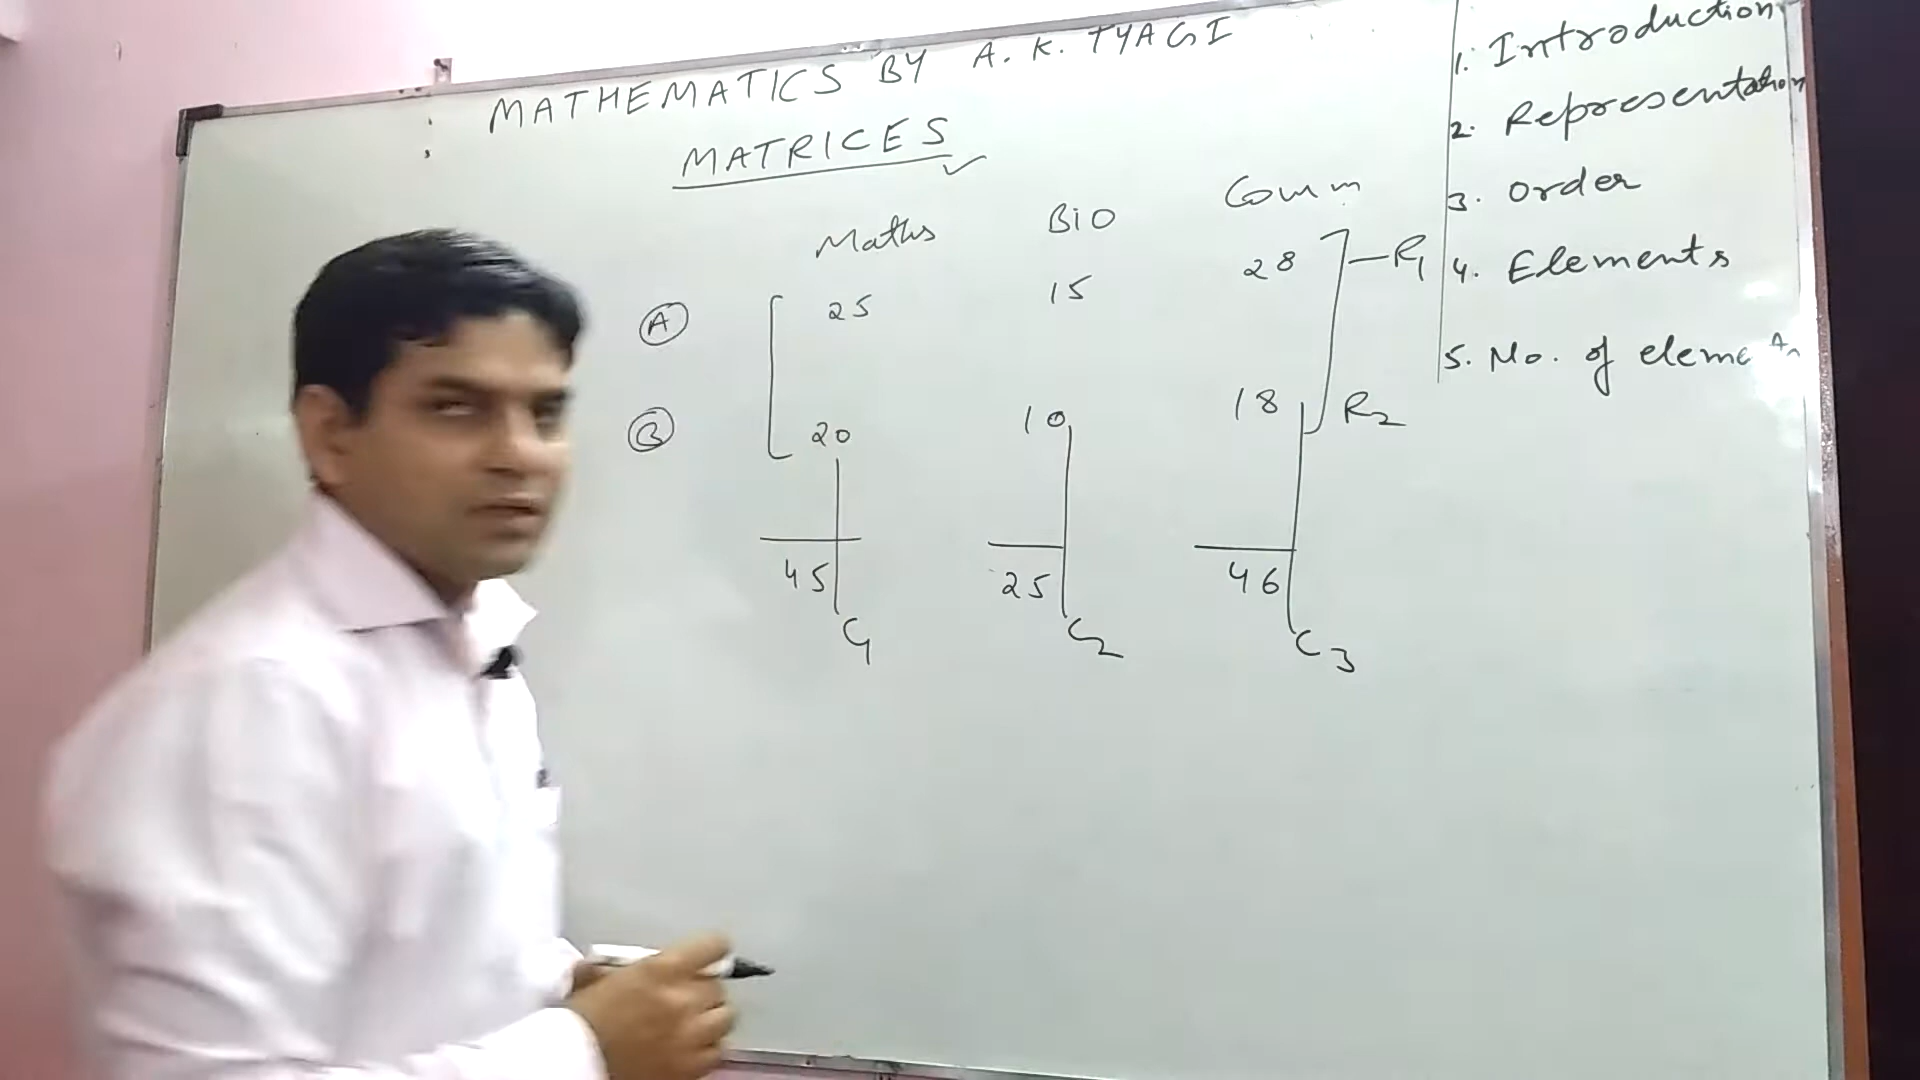 MATHEMATICS BY A. K. TYAGI
MATRICES
Maths Bio Comm
A 25 15 28 R1
B 20 10 18 R2
45 25 46
C1 C2 C3
1. Introduction
2. Representation
3. Order
4. Elements
5. No. of elements